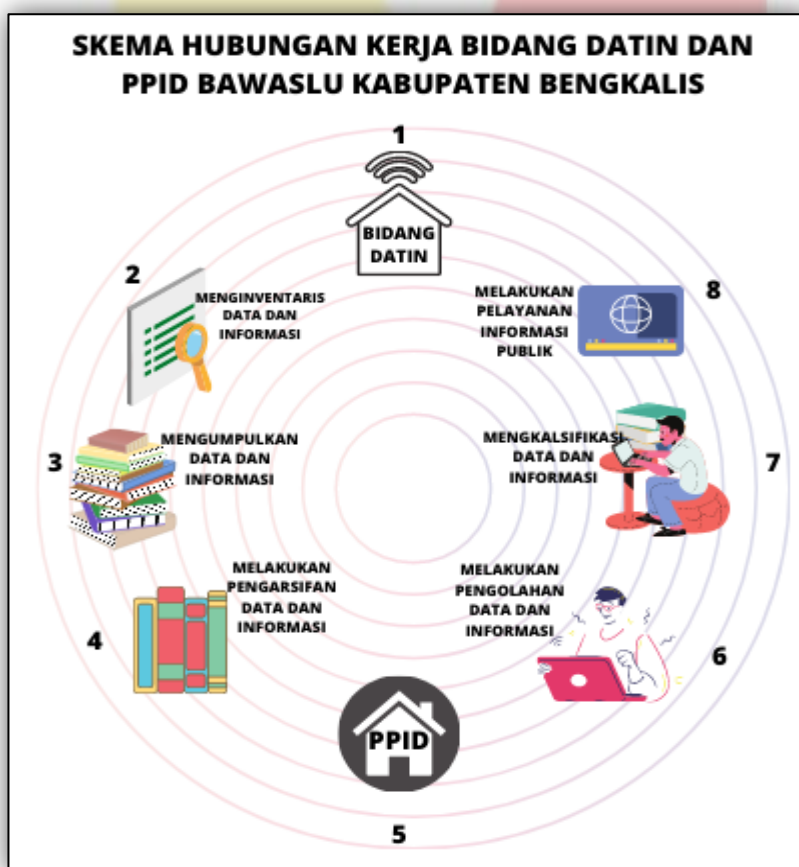 SKEMA HUBUNGAN KERJA BIDANG DATIN DAN
PPID BAWASLU KABUPATEN BENGKALIS
1
BIDANG
DATIN
2
MENGINVENTARIS
DATA DAN
INFORMASI
3
MENGUMPULKAN
DATA DAN
INFORMASI
4
MELAKUKAN
PENGARSIFAN
DATA DAN
INFORMASI
5
PPID
6
MELAKUKAN
PENGOLAHAN
DATA DAN
INFORMASI
7
MENGKALSIFIKASI
DATA DAN
INFORMASI
8
MELAKUKAN
PELAYANAN
INFORMASI
PUBLIK